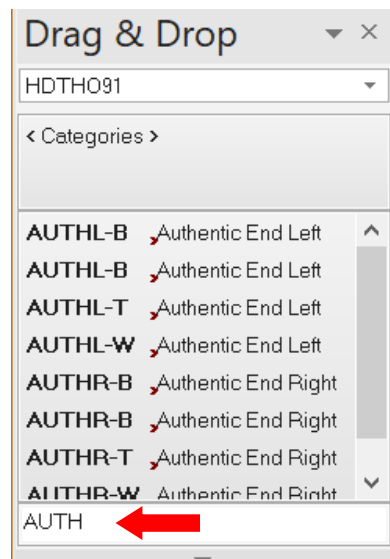 Drag & Drop
HDTHO91
< Categories >
AUTHL-B Authentic End Left
AUTHL-B Authentic End Left
AUTHL-T Authentic End Left
AUTHL-W Authentic End Left
AUTHR-B Authentic End Right
AUTHR-B Authentic End Right
AUTHR-T Authentic End Right
AUTHR-W Authentic End Right
AUTH